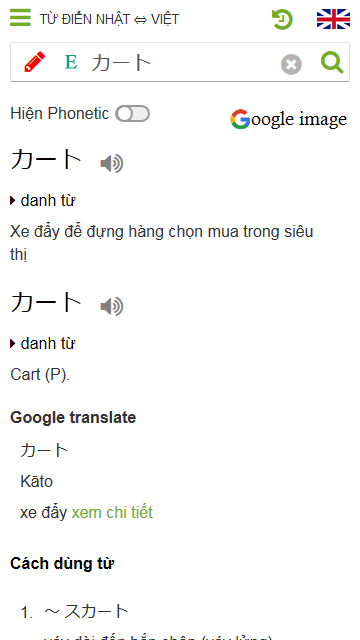 TỪ ĐIỂN NHẬT ⇔ VIỆT
E カート
Hiện Phonetic
Google image
カート
danh từ
Xe đẩy để đựng hàng chọn mua trong siêu
thị
カート
danh từ
Cart (P).
Google translate
カート
Kāto
xe đẩy xem chi tiết
Cách dùng từ
1. ～ スカート